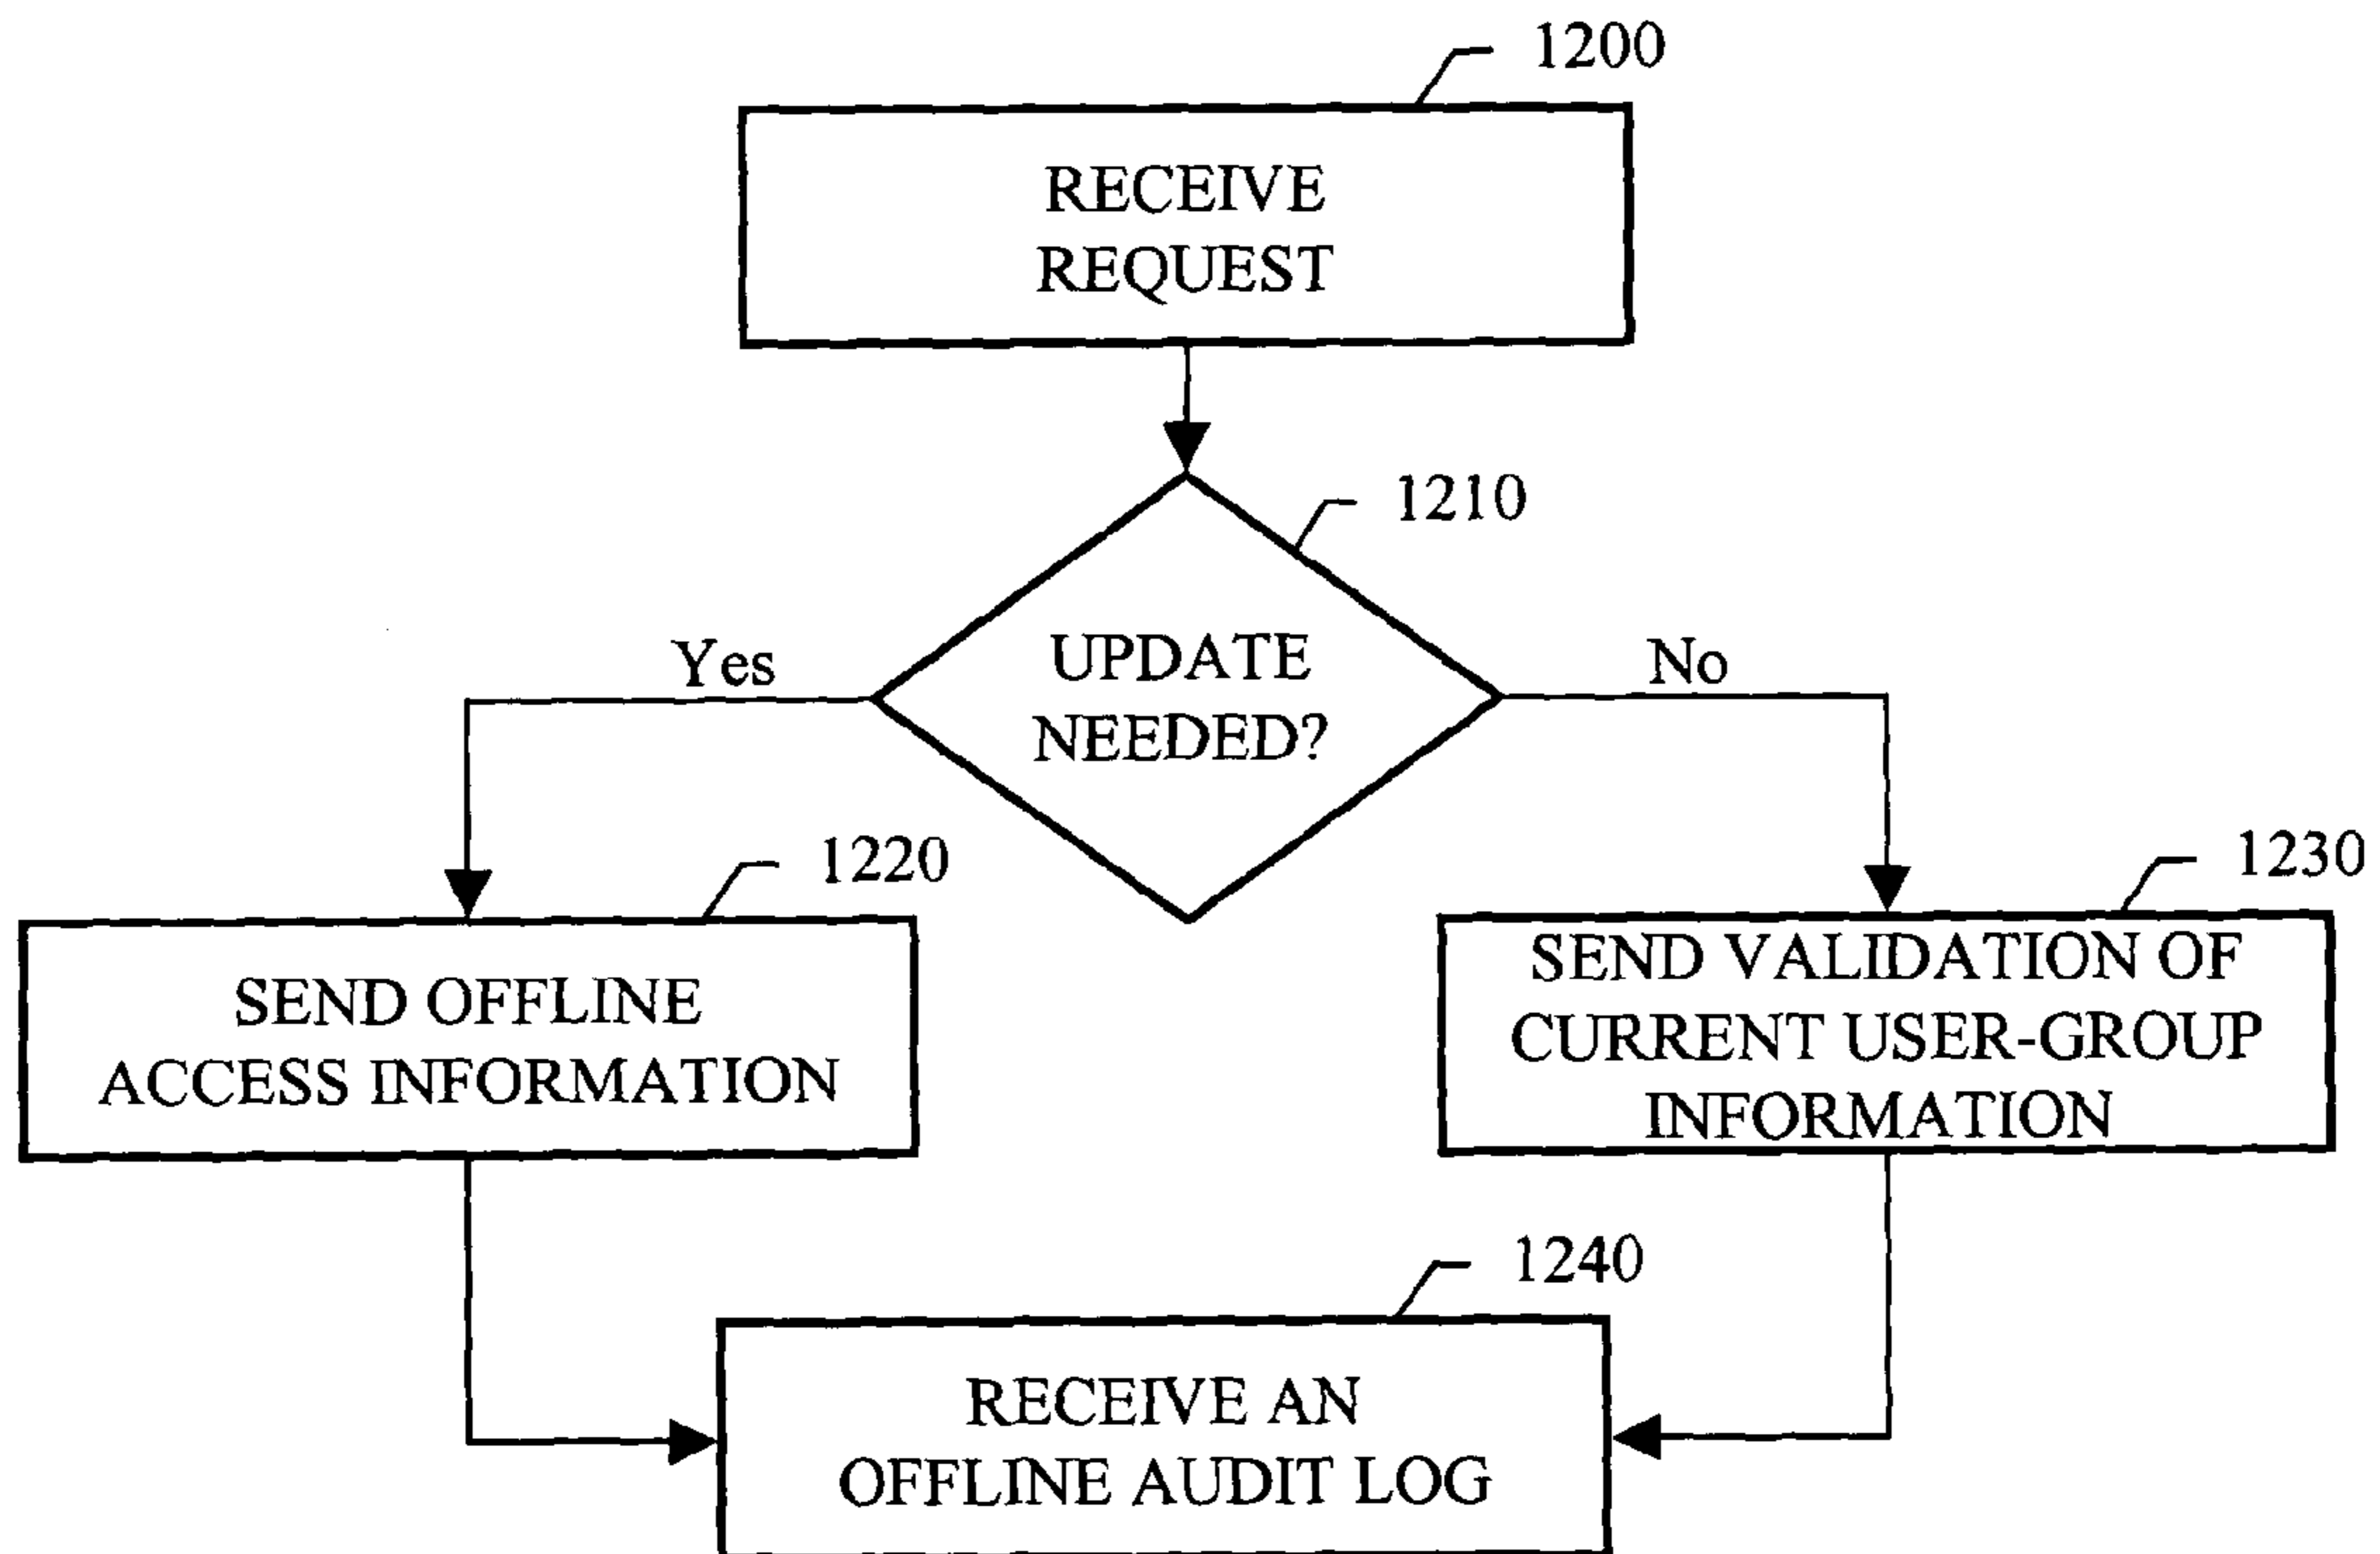 1200
RECEIVE
REQUEST
1210
UPDATE
NEEDED?
Yes
No
1220
SEND OFFLINE
ACCESS INFORMATION
1230
SEND VALIDATION OF
CURRENT USER-GROUP
INFORMATION
1240
RECEIVE AN
OFFLINE AUDIT LOG